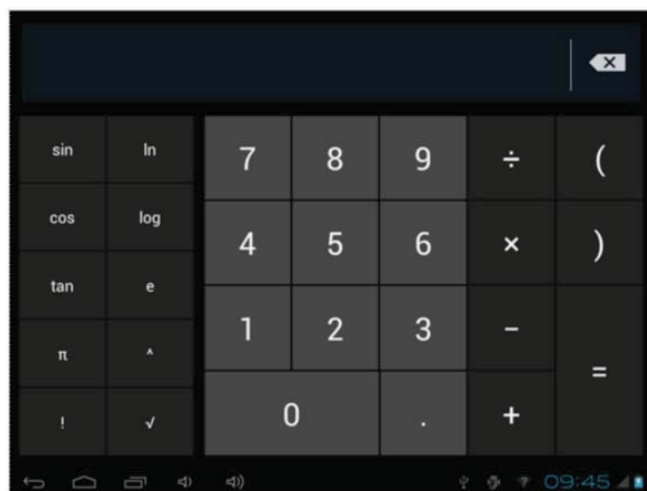 sin ln 7 8 9 ÷ (
cos log 4 5 6 × )
tan e 1 2 3 −
π ^ =
! √ 0 . +
09:45